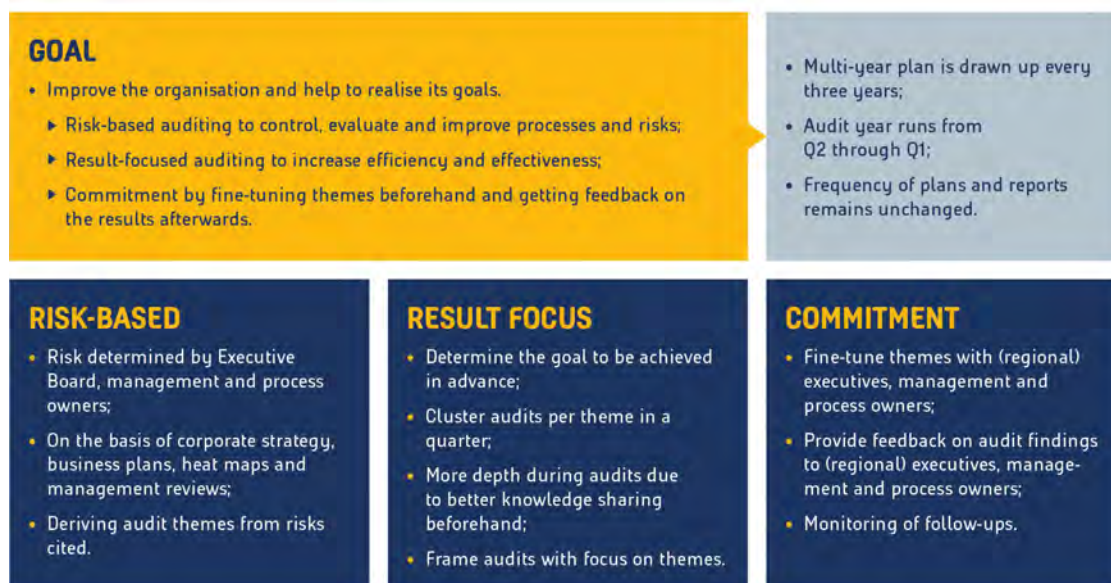 GOAL
• Improve the organisation and help to realise its goals.
▶ Risk-based auditing to control, evaluate and improve processes and risks;
▶ Result-focused auditing to increase efficiency and effectiveness;
▶ Commitment by fine-tuning themes beforehand and getting feedback on
the results afterwards.
• Multi-year plan is drawn up every
three years;
• Audit year runs from
Q2 through Q1;
• Frequency of plans and reports
remains unchanged.
RISK-BASED
• Risk determined by Executive
Board, management and process
owners;
• On the basis of corporate strategy,
business plans, heat maps and
management reviews;
• Deriving audit themes from risks
cited.
RESULT FOCUS
• Determine the goal to be achieved
in advance;
• Cluster audits per theme in a
quarter;
• More depth during audits due
to better knowledge sharing
beforehand;
• Frame audits with focus on themes.
COMMITMENT
• Fine-tune themes with (regional)
executives, management and
process owners;
• Provide feedback on audit findings
to (regional) executives, manage-
ment and process owners;
• Monitoring of follow-ups.